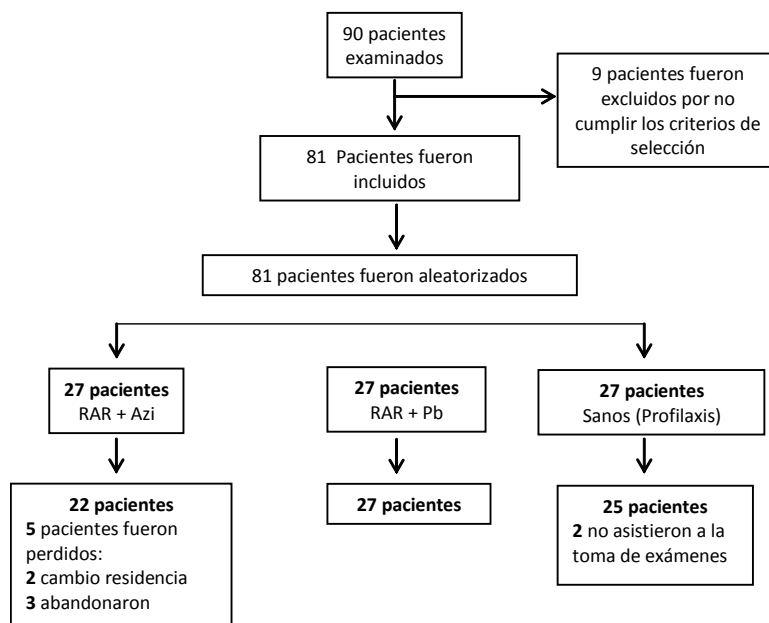 90 pacientes
examinados
9 pacientes fueron
excluidos por no
cumplir los criterios de
selección
81 Pacientes fueron
incluidos
81 pacientes fueron aleatorizados
27 pacientes
RAR + Azi
27 pacientes
RAR + Pb
27 pacientes
Sanos (Profilaxis)
22 pacientes
5 pacientes fueron
perdidos:
2 cambio residencia
3 abandonaron
27 pacientes
25 pacientes
2 no asistieron a la
toma de exámenes